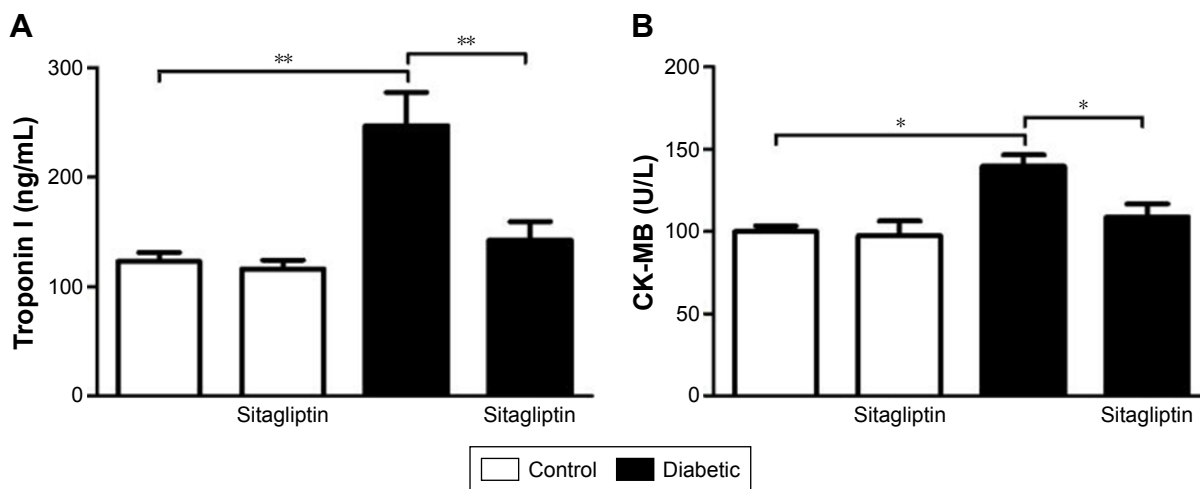 A
Troponin I (ng/mL)
300
200
100
0
**
**
Sitagliptin
Sitagliptin
B
CK-MB (U/L)
200
150
100
50
0
*
*
Sitagliptin
Sitagliptin
Control
Diabetic